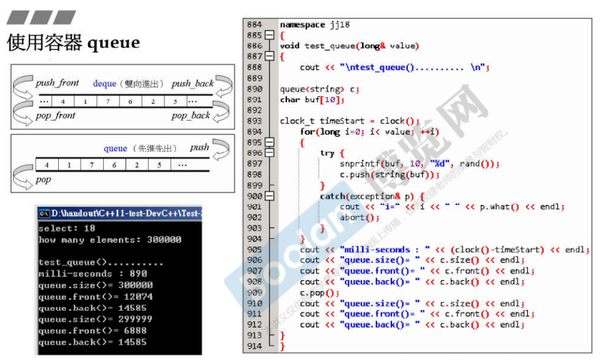 使用容器 queue
push_front deque (雙向進出) push_back
... 4 1 7 6 2 3 ...
pop_front pop_back
queue (先進先出) push
4 1 7 6 2 5 ...
pop
D:\handout\C++11-test-DevC++\Test-
select: 18
how many elements: 300000
test_queue()..........
milli-seconds : 890
queue.size()= 300000
queue.front()= 12074
queue.back()= 14585
queue.size()= 299999
queue.front()= 6888
queue.back()= 14585
884 namespace jj18
885 {
886 void test_queue(long& value)
887 {
888 cout << "\ntest_queue().......... \n";
889
890 queue<string> c;
891 char buf[10];
892
893 clock_t timeStart = clock();
894 for(long i=0; i< value; ++i)
895 {
896 try {
897 snprintf(buf, 10, "%d", rand());
898 c.push(string(buf));
899 }
900 catch(exception& p) {
901 cout << "i=" << i << " " << p.what() << endl;
902 abort();
903 }
904 }
905 cout << "milli-seconds : " << (clock()-timeStart) << endl;
906 cout << "queue.size()= " << c.size() << endl;
907 cout << "queue.front()= " << c.front() << endl;
908 cout << "queue.back()= " << c.back() << endl;
909 c.pop();
910 cout << "queue.size()= " << c.size() << endl;
911 cout << "queue.front()= " << c.front() << endl;
912 cout << "queue.back()= " << c.back() << endl;
913 }
914 }
boolan 博览网